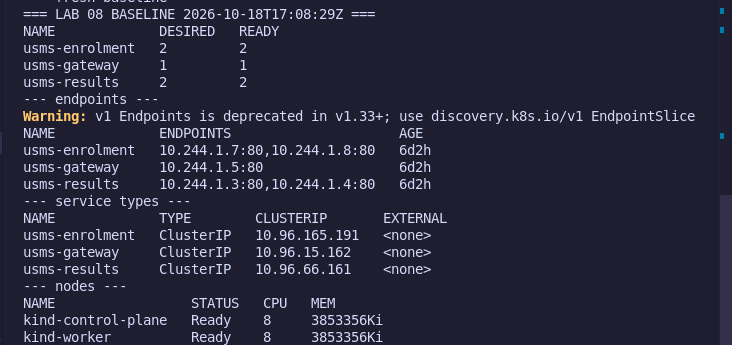 === LAB 08 BASELINE 2026-10-18T17:08:29Z ===
NAME             DESIRED   READY
usms-enrolment   2         2
usms-gateway     1         1
usms-results     2         2
--- endpoints ---
Warning: v1 Endpoints is deprecated in v1.33+; use discovery.k8s.io/v1 EndpointSlice
NAME             ENDPOINTS                     AGE
usms-enrolment   10.244.1.7:80,10.244.1.8:80   6d2h
usms-gateway     10.244.1.5:80                 6d2h
usms-results     10.244.1.3:80,10.244.1.4:80   6d2h
--- service types ---
NAME             TYPE        CLUSTERIP       EXTERNAL
usms-enrolment   ClusterIP   10.96.165.191   <none>
usms-gateway     ClusterIP   10.96.15.162    <none>
usms-results     ClusterIP   10.96.66.161    <none>
--- nodes ---
NAME                 STATUS   CPU   MEM
kind-control-plane   Ready    8     3853356Ki
kind-worker          Ready    8     3853356Ki